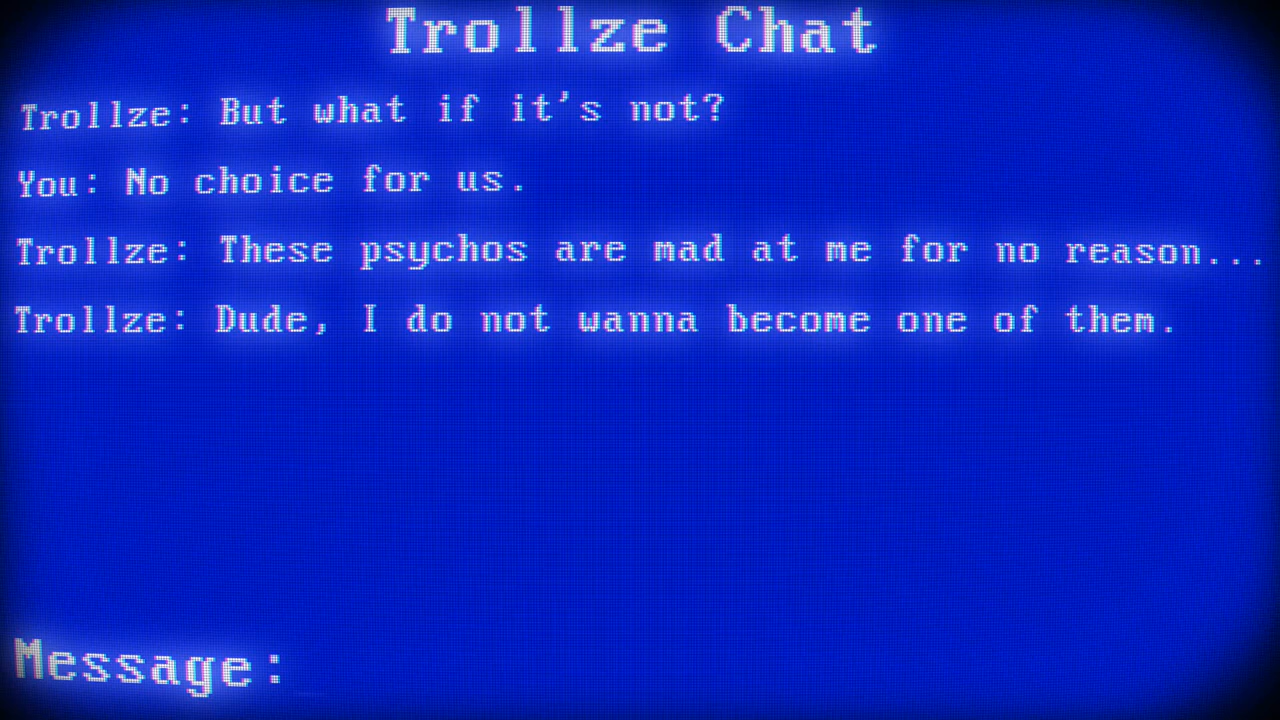 Trollze Chat
Trollze: But what if it's not?
You: No choice for us.
Trollze: These psychos are mad at me for no reason...
Trollze: Dude, I do not wanna become one of them.
Message: